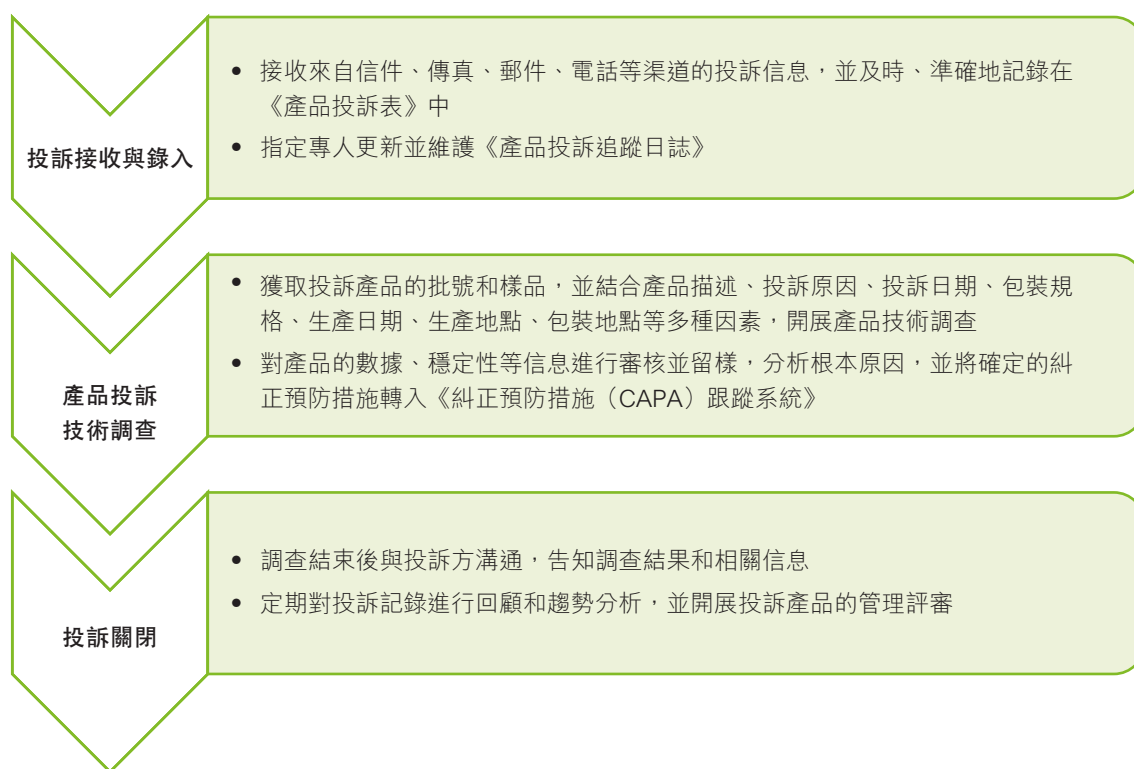 投訴接收與錄入
• 接收來自信件、傳真、郵件、電話等渠道的投訴信息，並及時、準確地記錄在
《產品投訴表》中
• 指定專人更新並維護《產品投訴追蹤日誌》
產品投訴
技術調查
• 獲取投訴產品的批號和樣品，並結合產品描述、投訴原因、投訴日期、包裝規
格、生產日期、生產地點、包裝地點等多種因素，開展產品技術調查
• 對產品的數據、穩定性等信息進行審核並留樣，分析根本原因，並將確定的糾
正預防措施轉入《糾正預防措施（CAPA）跟蹤系統》
投訴關閉
• 調查結束後與投訴方溝通，告知調查結果和相關信息
• 定期對投訴記錄進行回顧和趨勢分析，並開展投訴產品的管理評審